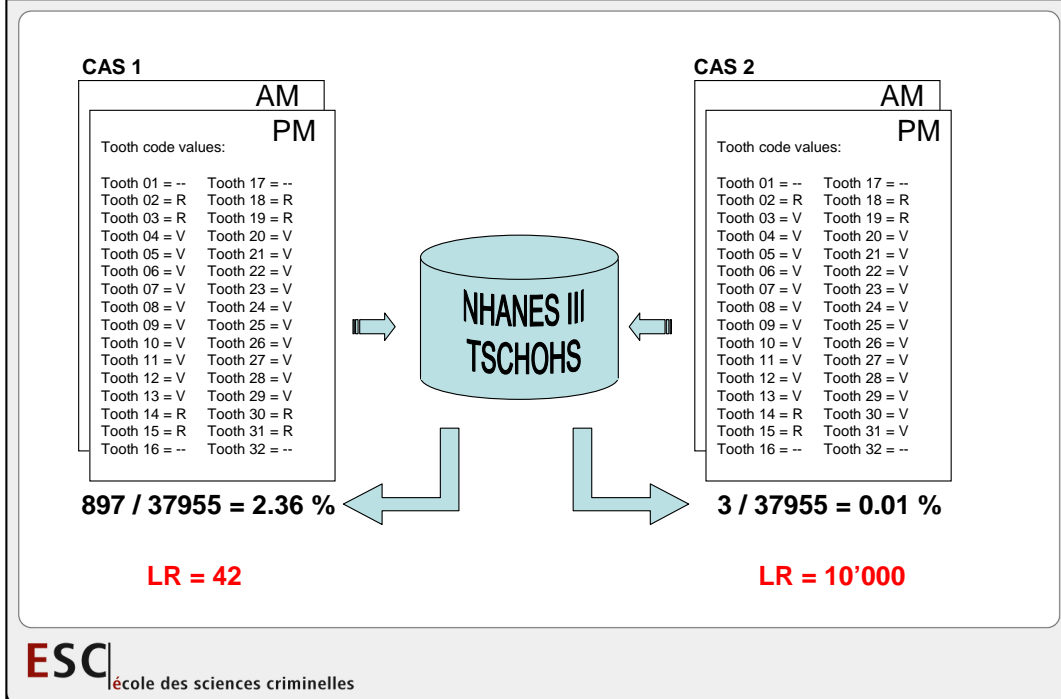 CAS 1
AM
PM
Tooth code values:
Tooth 01 = -- Tooth 17 = --
Tooth 02 = R Tooth 18 = R
Tooth 03 = R Tooth 19 = R
Tooth 04 = V Tooth 20 = V
Tooth 05 = V Tooth 21 = V
Tooth 06 = V Tooth 22 = V
Tooth 07 = V Tooth 23 = V
Tooth 08 = V Tooth 24 = V
Tooth 09 = V Tooth 25 = V
Tooth 10 = V Tooth 26 = V
Tooth 11 = V Tooth 27 = V
Tooth 12 = V Tooth 28 = V
Tooth 13 = V Tooth 29 = V
Tooth 14 = R Tooth 30 = R
Tooth 15 = R Tooth 31 = R
Tooth 16 = -- Tooth 32 = --
897 / 37955 = 2.36 %
LR = 42
NHANES III
TSCHOHS
CAS 2
AM
PM
Tooth code values:
Tooth 01 = -- Tooth 17 = --
Tooth 02 = R Tooth 18 = R
Tooth 03 = V Tooth 19 = R
Tooth 04 = V Tooth 20 = V
Tooth 05 = V Tooth 21 = V
Tooth 06 = V Tooth 22 = V
Tooth 07 = V Tooth 23 = V
Tooth 08 = V Tooth 24 = V
Tooth 09 = V Tooth 25 = V
Tooth 10 = V Tooth 26 = V
Tooth 11 = V Tooth 27 = V
Tooth 12 = V Tooth 28 = V
Tooth 13 = V Tooth 29 = V
Tooth 14 = R Tooth 30 = V
Tooth 15 = R Tooth 31 = V
Tooth 16 = -- Tooth 32 = --
3 / 37955 = 0.01 %
LR = 10’000
ESC
école des sciences criminelles